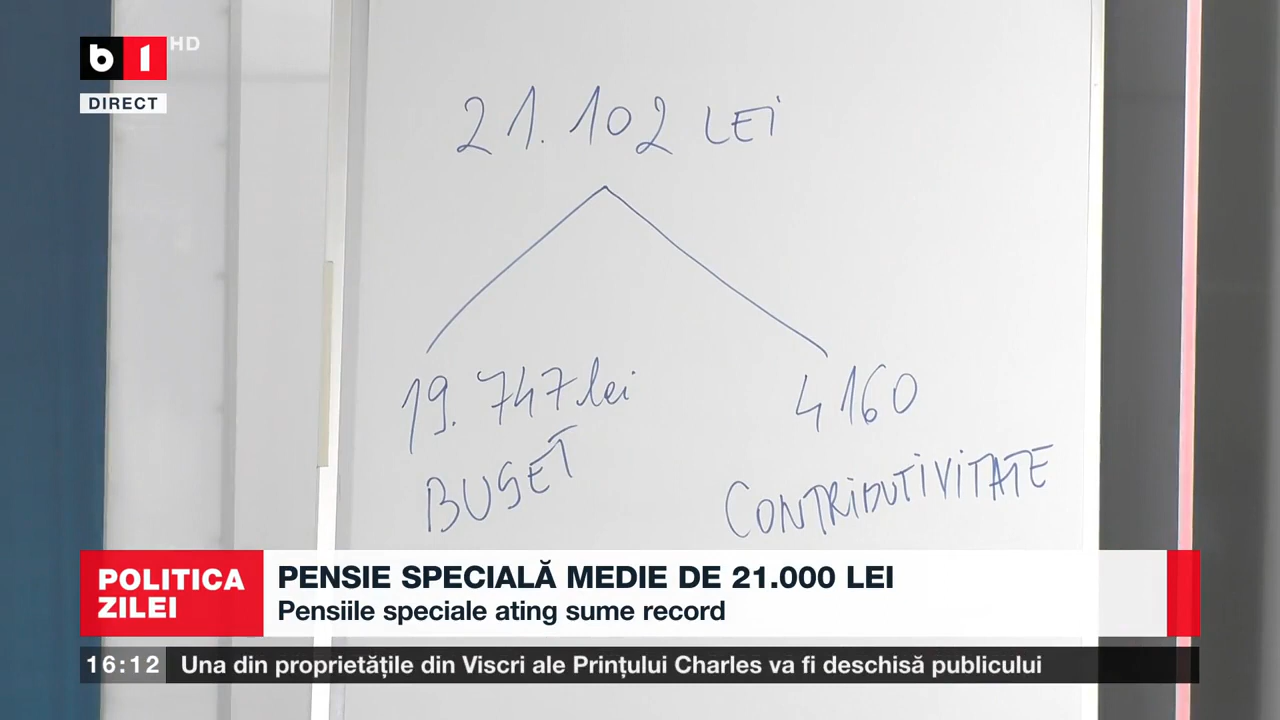 b1 HD
DIRECT
21.102 LEi
19.747 lei
4160
BUGET
CONTRIBUTIVITATE
POLITICA
ZILEI
PENSIE SPECIALĂ MEDIE DE 21.000 LEI
Pensiile speciale ating sume record
16:12 Una din proprietățile din Viscri ale Prințului Charles va fi deschisă publicului